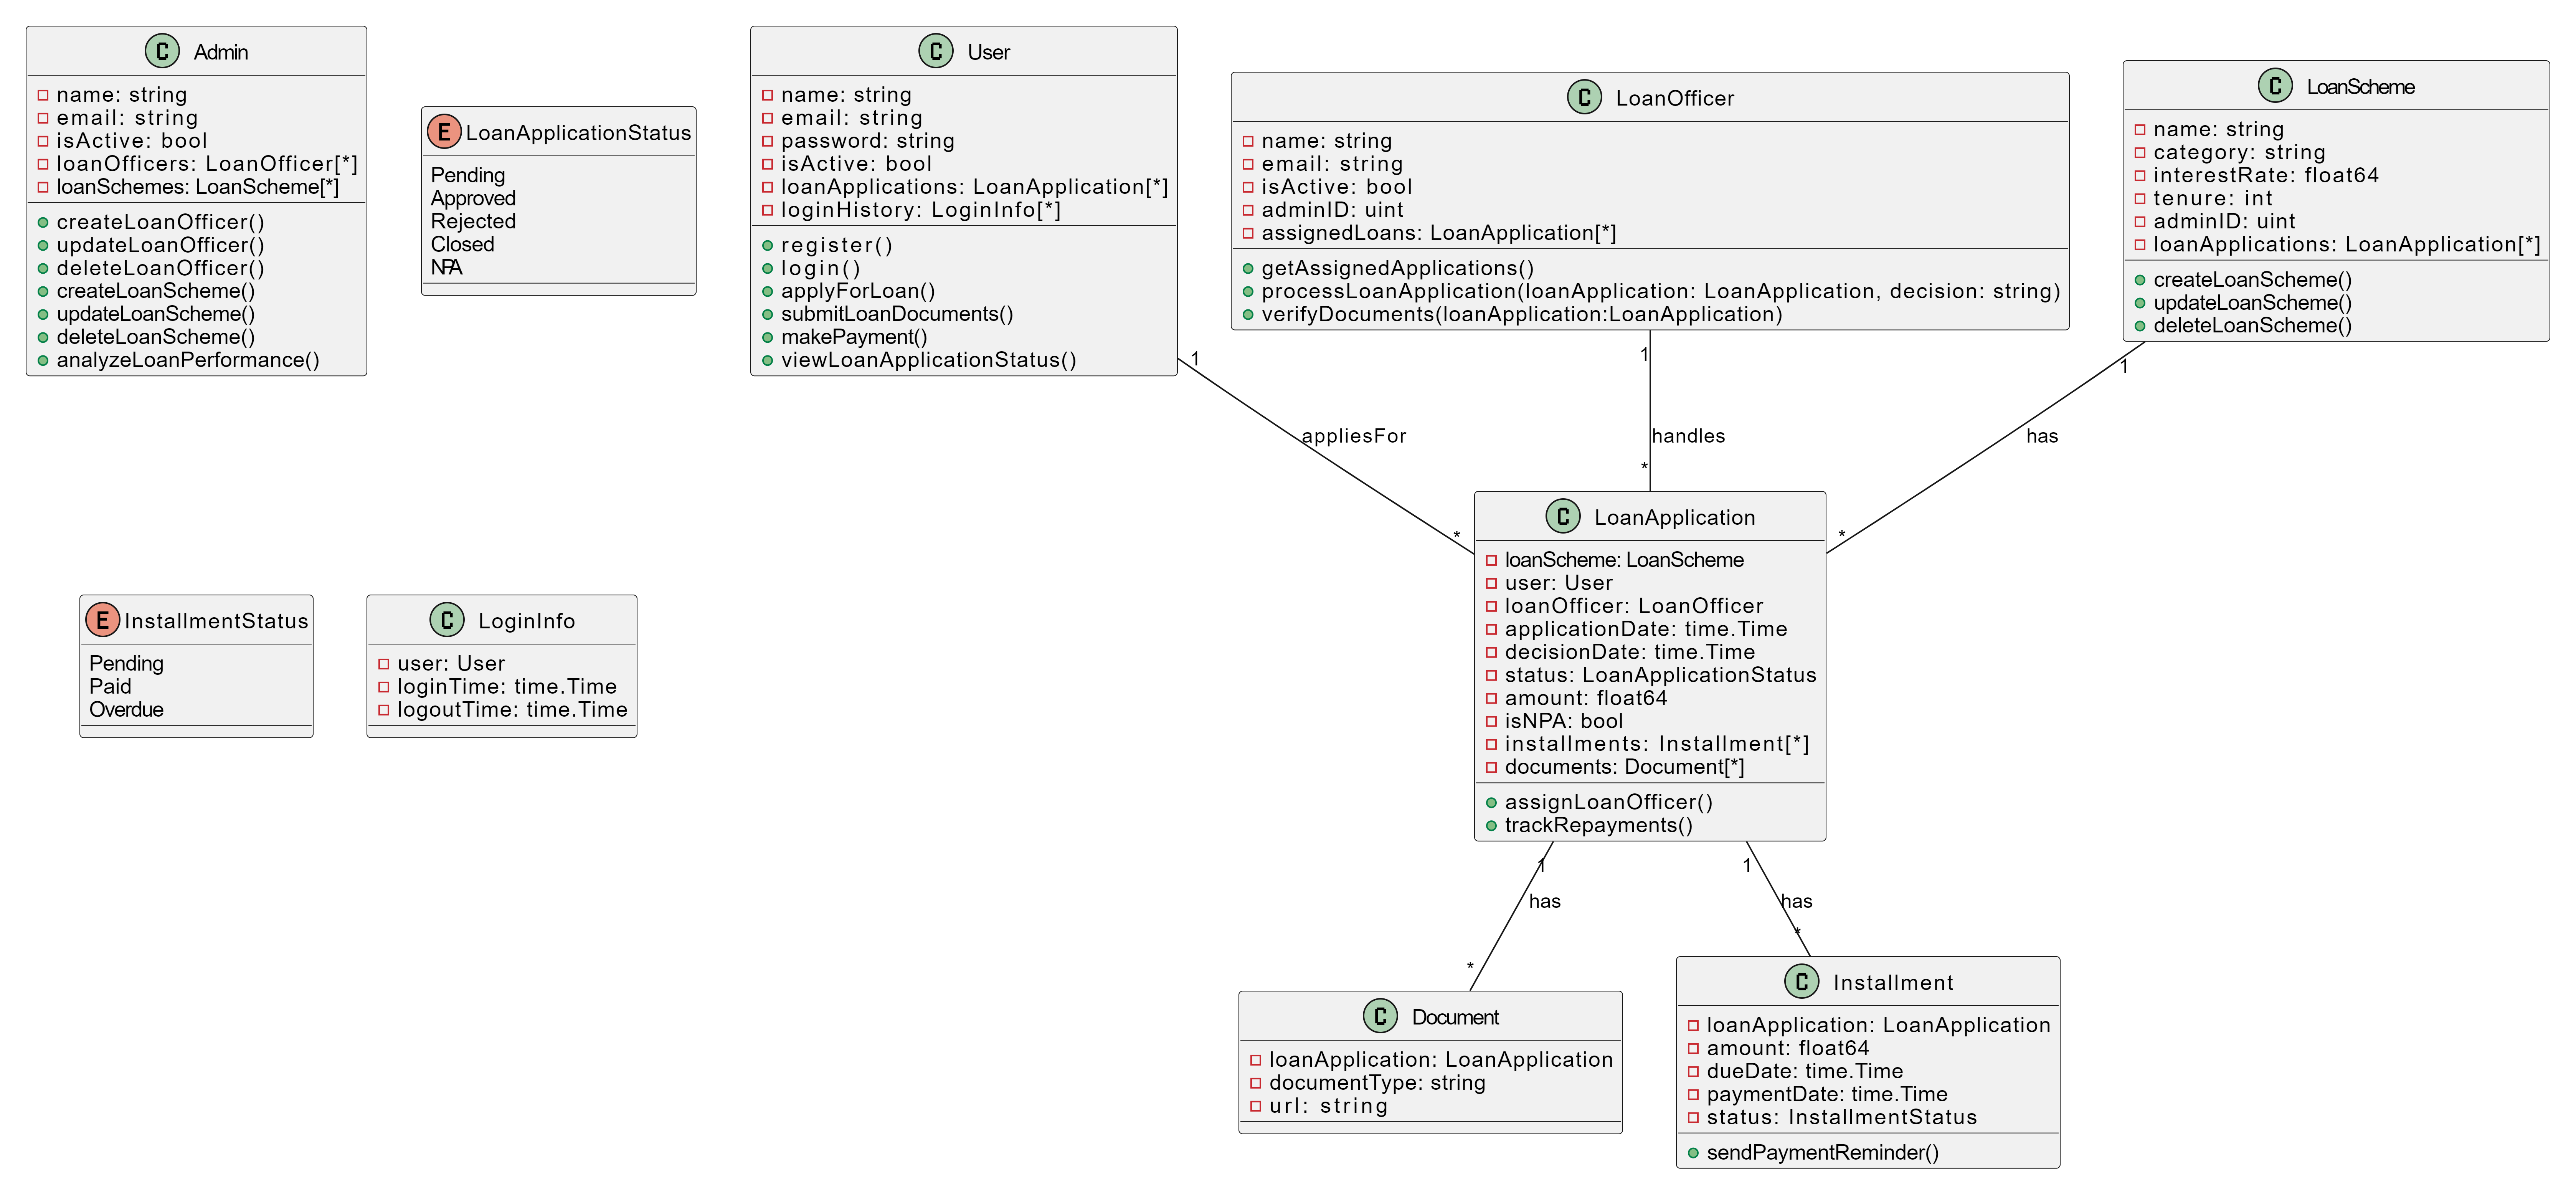 C Admin
name: string
email: string
isActive: bool
loanOfficers: LoanOfficer[*]
loanSchemes: LoanScheme[*]
createLoanOfficer()
updateLoanOfficer()
deleteLoanOfficer()
createLoanScheme()
updateLoanScheme()
deleteLoanScheme()
analyzeLoanPerformance()
E LoanApplicationStatus
Pending
Approved
Rejected
Closed
NPA
C User
name: string
email: string
password: string
isActive: bool
loanApplications: LoanApplication[*]
loginHistory: LoginInfo[*]
register()
login()
applyForLoan()
submitLoanDocuments()
makePayment()
viewLoanApplicationStatus()
C LoanOfficer
name: string
email: string
isActive: bool
adminID: uint
assignedLoans: LoanApplication[*]
getAssignedApplications()
processLoanApplication(loanApplication: LoanApplication, decision: string)
verifyDocuments(loanApplication:LoanApplication)
C LoanScheme
name: string
category: string
interestRate: float64
tenure: int
adminID: uint
loanApplications: LoanApplication[*]
createLoanScheme()
updateLoanScheme()
deleteLoanScheme()
1
appliesFor
*
1
handles
*
1
has
*
E InstallmentStatus
Pending
Paid
Overdue
C LoginInfo
user: User
loginTime: time.Time
logoutTime: time.Time
C LoanApplication
loanScheme: LoanScheme
user: User
loanOfficer: LoanOfficer
applicationDate: time.Time
decisionDate: time.Time
status: LoanApplicationStatus
amount: float64
isNPA: bool
installments: Installment[*]
documents: Document[*]
assignLoanOfficer()
trackRepayments()
1
has
*
1
has
*
C Document
loanApplication: LoanApplication
documentType: string
url: string
C Installment
loanApplication: LoanApplication
amount: float64
dueDate: time.Time
paymentDate: time.Time
status: InstallmentStatus
sendPaymentReminder()